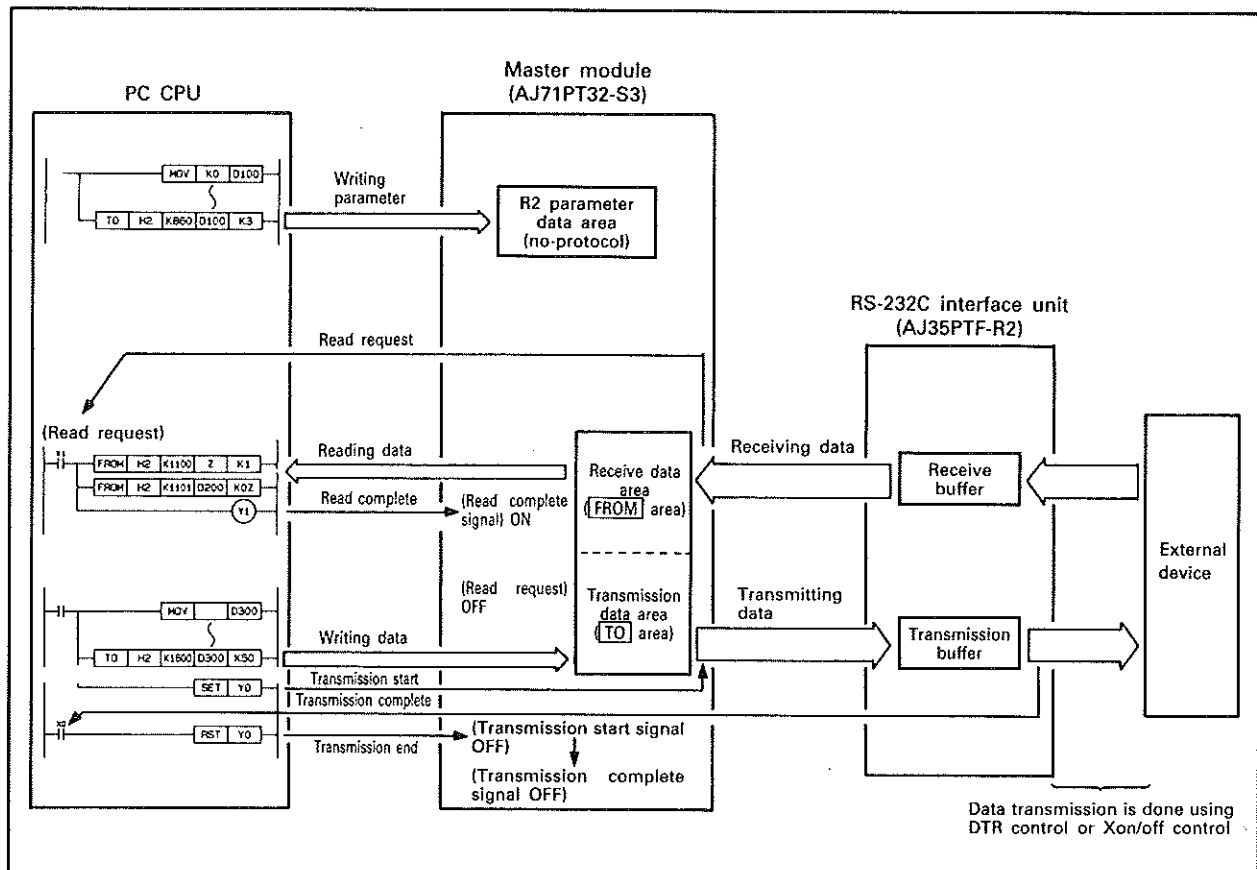 PC CPU
Master module
(AJ71PT32-S3)
MOV K0 D100
TO H2 K860 D100 K3
Writing
parameter
R2 parameter
data area
(no-protocol)
RS-232C interface unit
(AJ35PTF-R2)
Read request
(Read request)
X1
FROM H2 K1100 Z K1
FROM H2 K1101 D200 K0Z
Y1
Reading data
Read complete
(Read complete
signal) ON
Receive data
area
(FROM area)
Receiving data
Receive
buffer
External
device
(Read request)
OFF
Transmission
data area
(TO area)
Transmitting
data
Transmission
buffer
MOV D300
TO H2 K1600 D300 K50
SET Y0
Writing data
Transmission start
Transmission complete
RST Y0
Transmission end
(Transmission start signal
OFF)
(Transmission complete
signal OFF)
Data transmission is done using
DTR control or Xon/off control